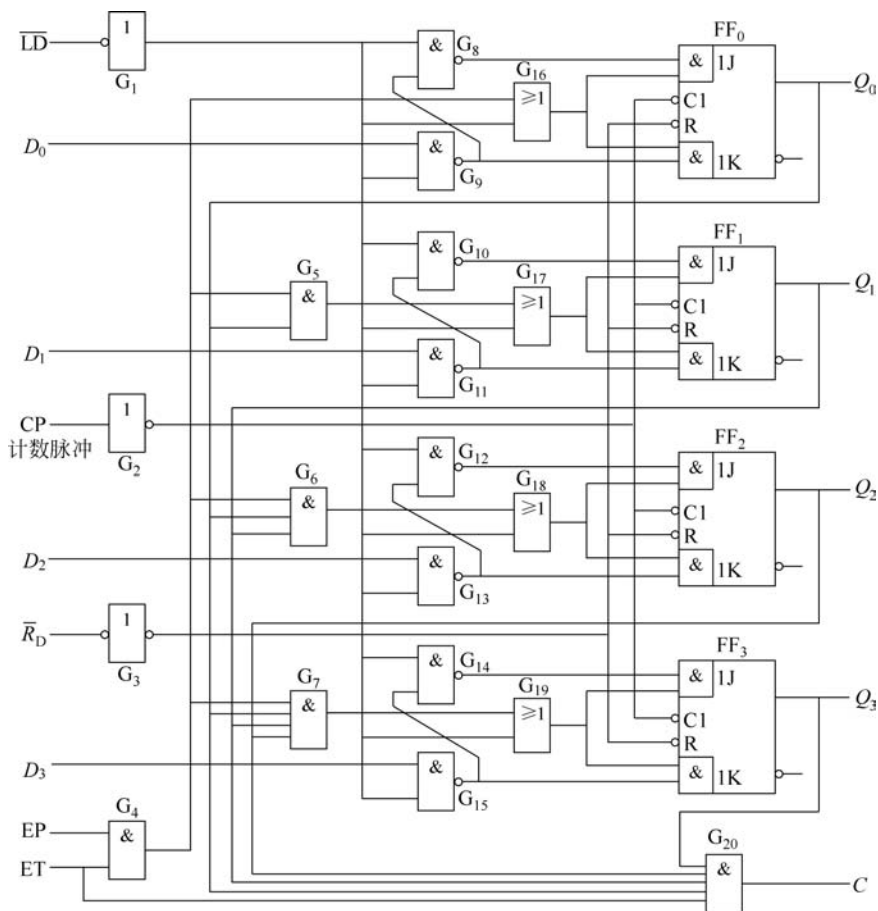 LD
1
G1
&
G8
FF0
&
1J
Q0
G16
≥1
C1
R
D0
&
G9
&
1K
&
G10
FF1
&
1J
Q1
G5
&
G17
≥1
C1
R
D1
&
G11
&
1K
CP
1
计数脉冲
G2
&
G12
FF2
&
1J
Q2
G6
&
G18
≥1
C1
R
D2
&
G13
&
1K
R̅D
1
G3
&
G14
FF3
&
1J
Q3
G7
&
G19
≥1
C1
R
D3
&
G15
&
1K
EP
G4
&
ET
G20
&
C